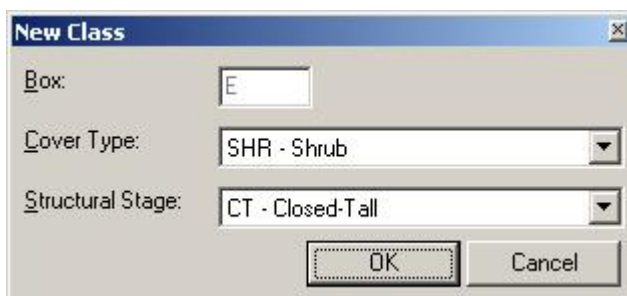 New Class
Box: E
Cover Type: SHR - Shrub
Structural Stage: CT - Closed-Tall
OK Cancel